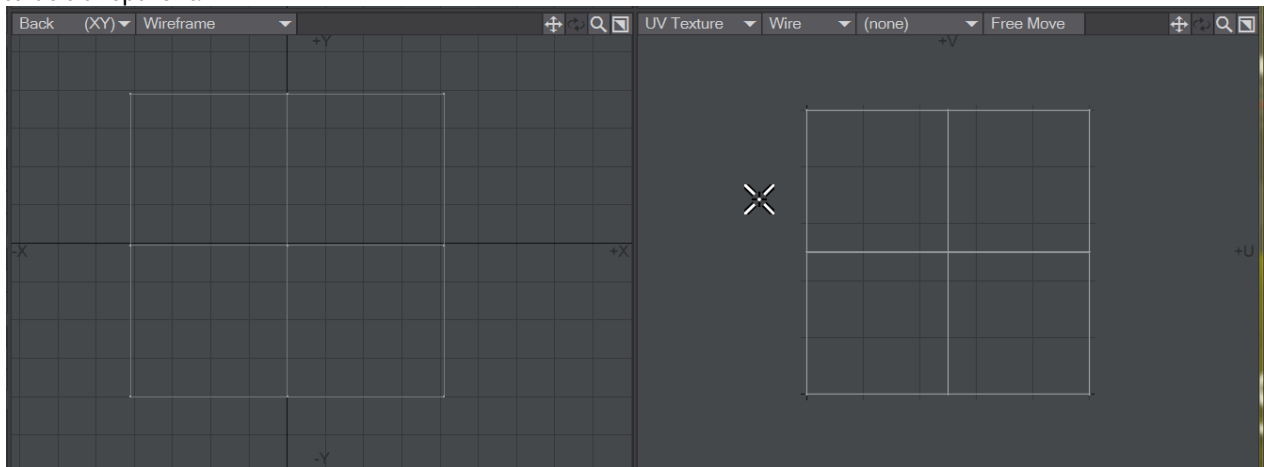 Back (XY) Wireframe UV Texture Wire (none) Free Move
+Y +V
-X +X +U
-Y